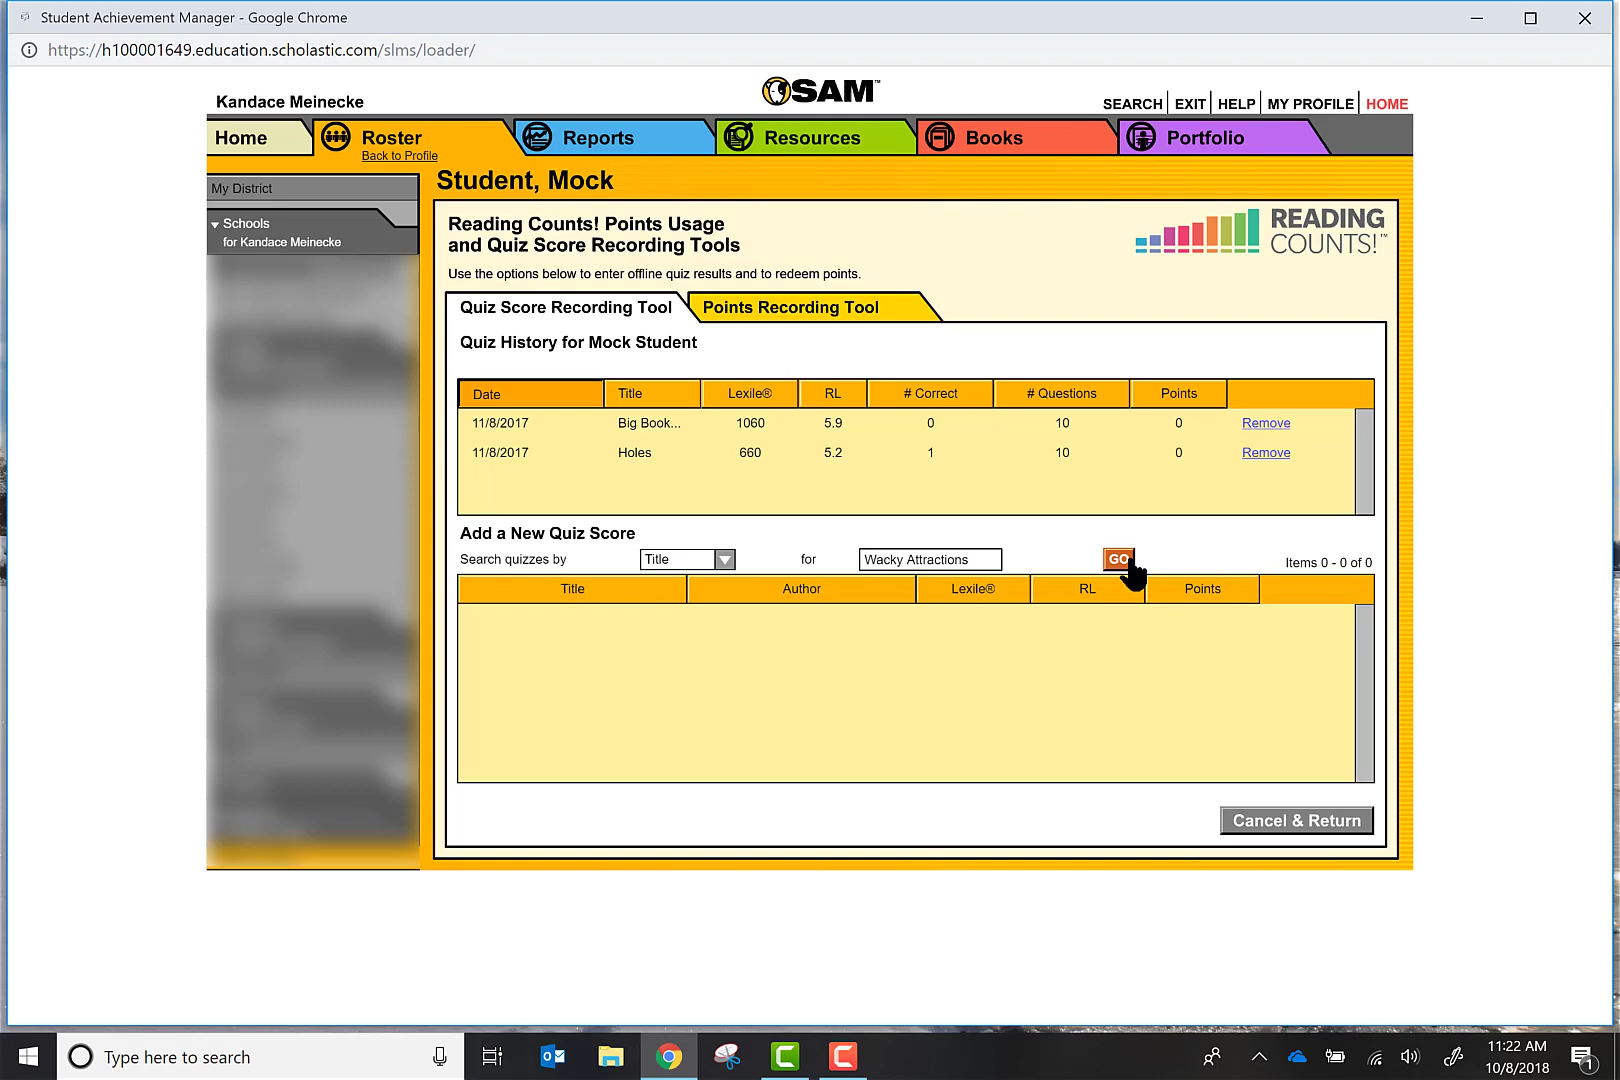 Student Achievement Manager - Google Chrome
https://h100001649.education.scholastic.com/slms/loader/
Kandace Meinecke
SAM™
SEARCH EXIT HELP MY PROFILE HOME
Home Roster Reports Resources Books Portfolio
Back to Profile
My District
Schools
for Kandace Meinecke
Student, Mock
Reading Counts! Points Usage
and Quiz Score Recording Tools
READING
COUNTS!™
Use the options below to enter offline quiz results and to redeem points.
Quiz Score Recording Tool Points Recording Tool
Quiz History for Mock Student
Date Title Lexile® RL # Correct # Questions Points
11/8/2017 Big Book... 1060 5.9 0 10 0 Remove
11/8/2017 Holes 660 5.2 1 10 0 Remove
Add a New Quiz Score
Search quizzes by Title for Wacky Attractions GO Items 0 - 0 of 0
Title Author Lexile® RL Points
Cancel & Return
Type here to search
11:22 AM
10/8/2018
1